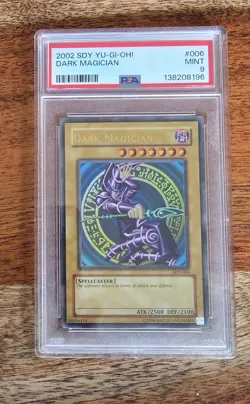 2002 SDY YU-GI-OH! #006
DARK MAGICIAN MINT
9
PSA 138208196
DARK MAGICIAN
[SPELLCASTER]
The ultimate wizard in terms of attack and defense.
ATK/2500 DEF/2100